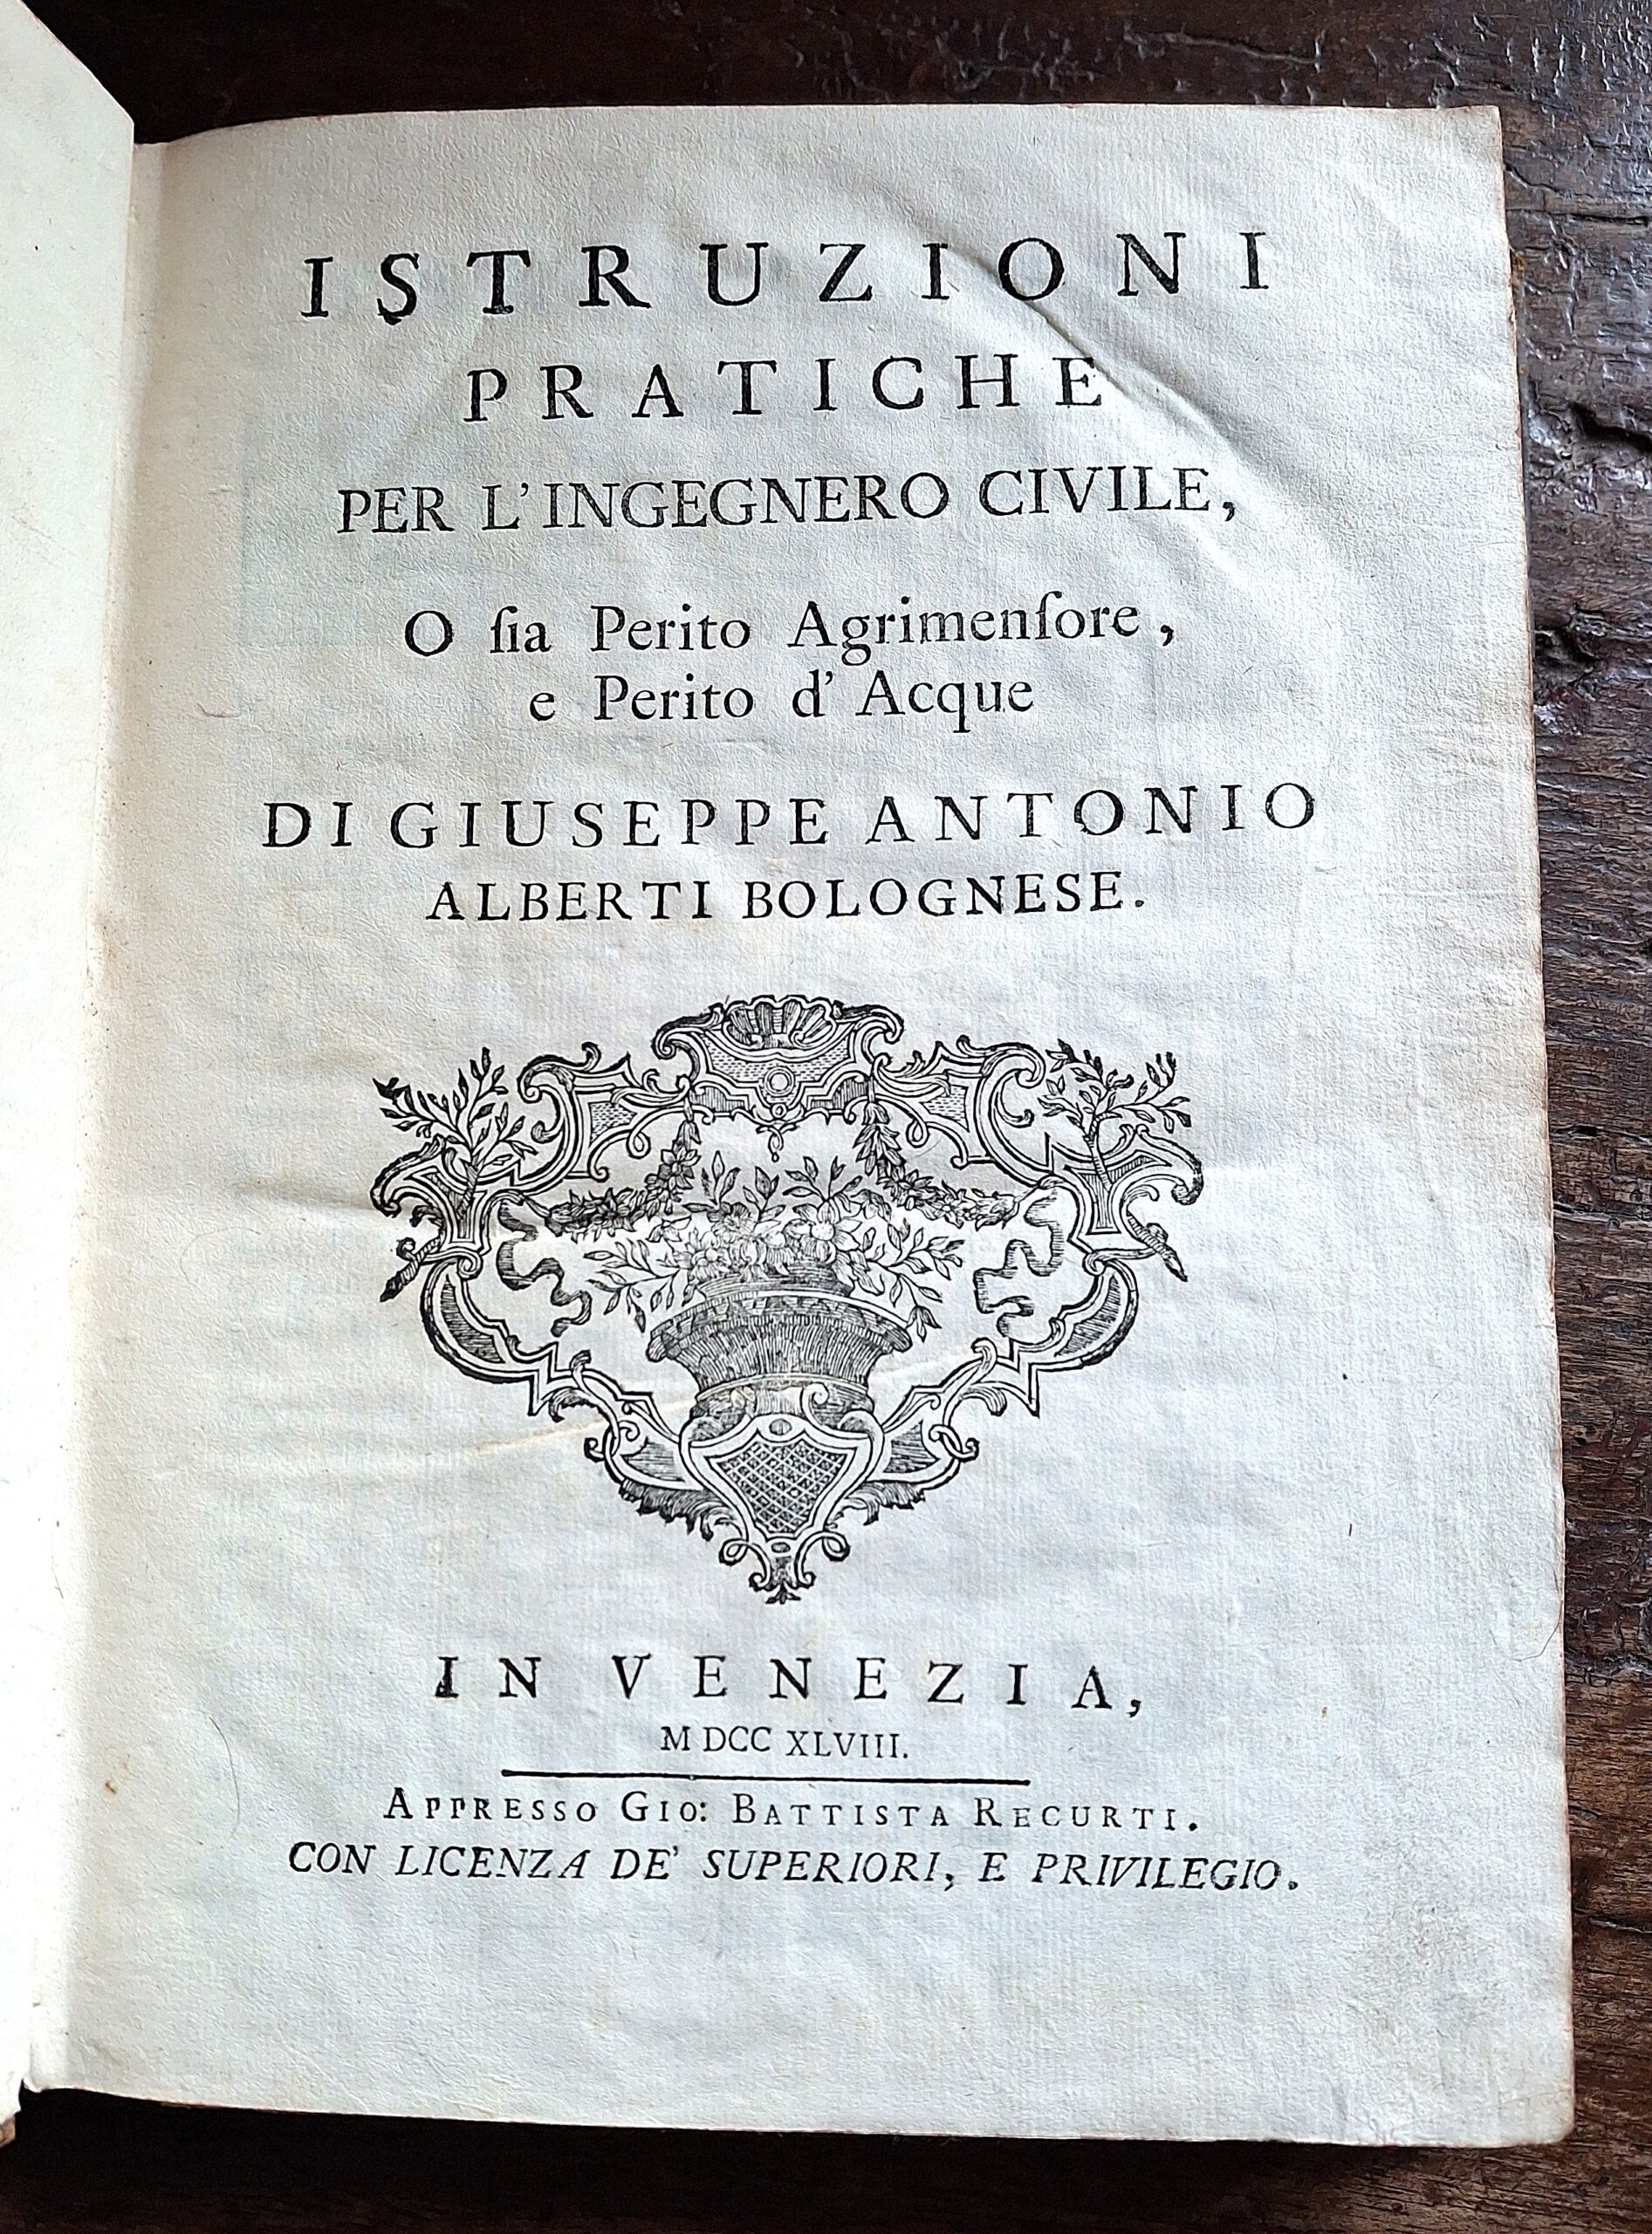 ISTRUZIONI
PRATICHE
PER L'INGEGNERO CIVILE,
O ſia Perito Agrimenſore,
e Perito d' Acque
DI GIUSEPPE ANTONIO
ALBERTI BOLOGNESE.
IN VENEZIA,
MDCC XLVIII.
APPRESSO GIO: BATTISTA RECURTI.
CON LICENZA DE' SUPERIORI, E PRIVILEGIO.